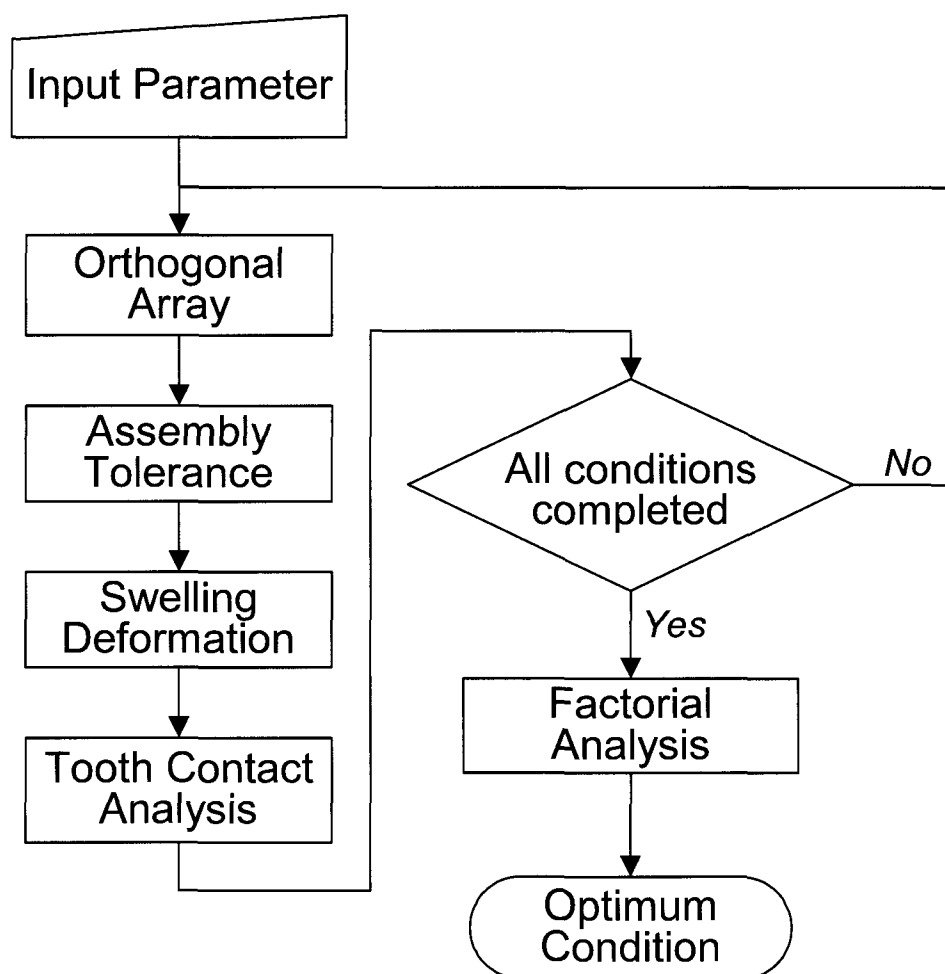 Input Parameter
Orthogonal
Array
Assembly
Tolerance
Swelling
Deformation
Tooth Contact
Analysis
All conditions
completed
No
Yes
Factorial
Analysis
Optimum
Condition